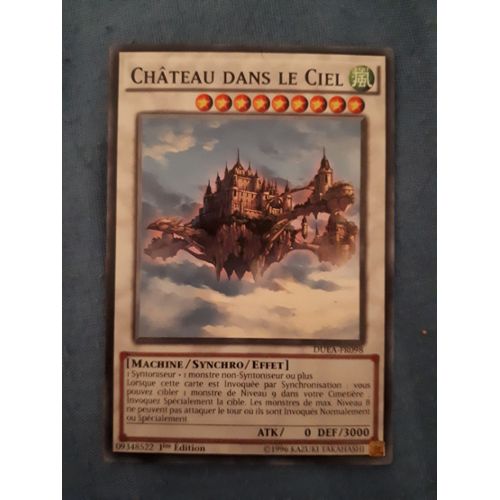 CHÂTEAU DANS LE CIEL 風
DUEA-FR098
[MACHINE/SYNCHRO/EFFET]
1 Syntoniseur + 1 monstre non-Syntoniseur ou plus
Lorsque cette carte est Invoquée par Synchronisation : vous
pouvez cibler 1 monstre de Niveau 9 dans votre Cimetière ;
Invoquez Spécialement la cible. Les monstres de max. Niveau 8
ne peuvent pas attaquer le tour où ils sont Invoqués Normalement
ou Spécialement.
ATK/ 0 DEF/3000
09348522 1ère Édition ©1996 KAZUKI TAKAHASHI